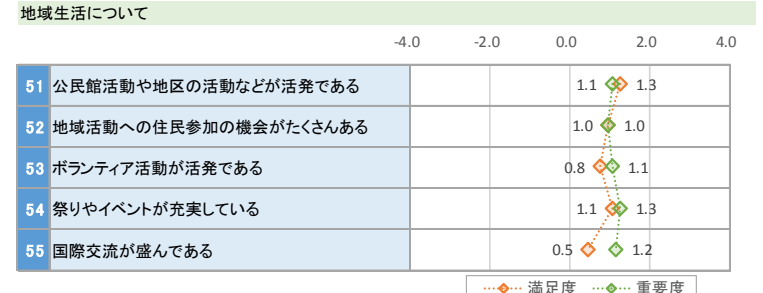 地域生活について
-4.0 -2.0 0.0 2.0 4.0
51 公民館活動や地区の活動などが活発である 1.1 1.3
52 地域活動への住民参加の機会がたくさんある 1.0 1.0
53 ボランティア活動が活発である 0.8 1.1
54 祭りやイベントが充実している 1.1 1.3
55 国際交流が盛んである 0.5 1.2
満足度 重要度